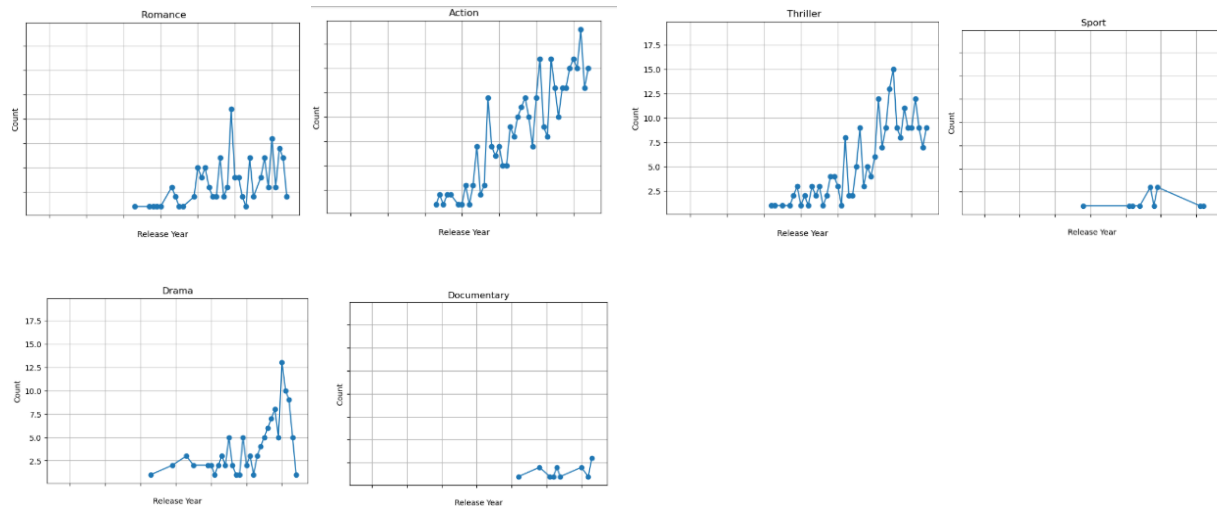 Romance
Count
Release Year
Action
Count
Release Year
Thriller
17.5
15.0
12.5
10.0
7.5
5.0
2.5
Count
Release Year
Sport
Count
Release Year
Drama
17.5
15.0
12.5
10.0
7.5
5.0
2.5
Count
Release Year
Documentary
Count
Release Year